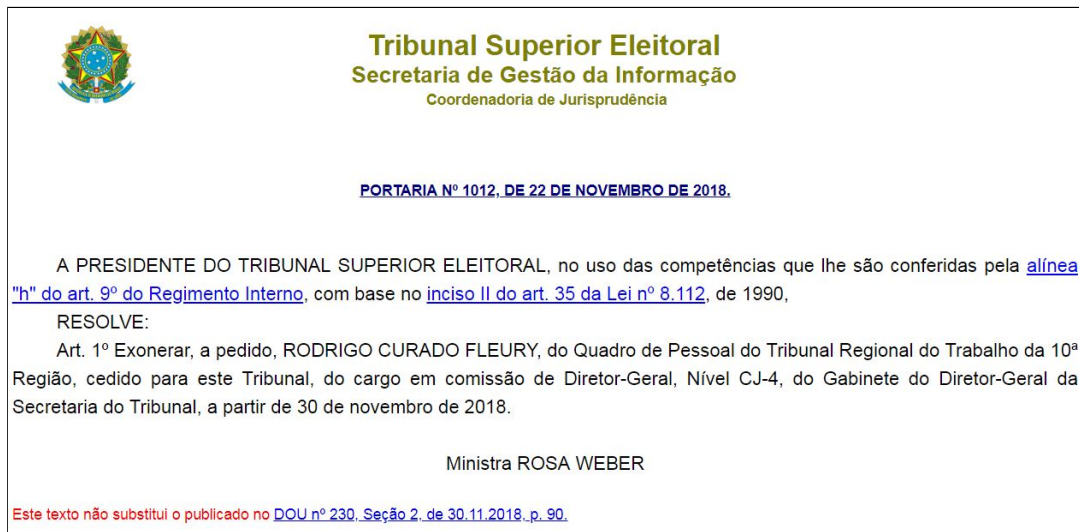 Tribunal Superior Eleitoral
Secretaria de Gestão da Informação
Coordenadoria de Jurisprudência
PORTARIA Nº 1012, DE 22 DE NOVEMBRO DE 2018.
A PRESIDENTE DO TRIBUNAL SUPERIOR ELEITORAL, no uso das competências que lhe são conferidas pela alínea
"h" do art. 9º do Regimento Interno, com base no inciso II do art. 35 da Lei nº 8.112, de 1990,
RESOLVE:
Art. 1º Exonerar, a pedido, RODRIGO CURADO FLEURY, do Quadro de Pessoal do Tribunal Regional do Trabalho da 10ª
Região, cedido para este Tribunal, do cargo em comissão de Diretor-Geral, Nível CJ-4, do Gabinete do Diretor-Geral da
Secretaria do Tribunal, a partir de 30 de novembro de 2018.
Ministra ROSA WEBER
Este texto não substitui o publicado no DOU nº 230, Seção 2, de 30.11.2018, p. 90.